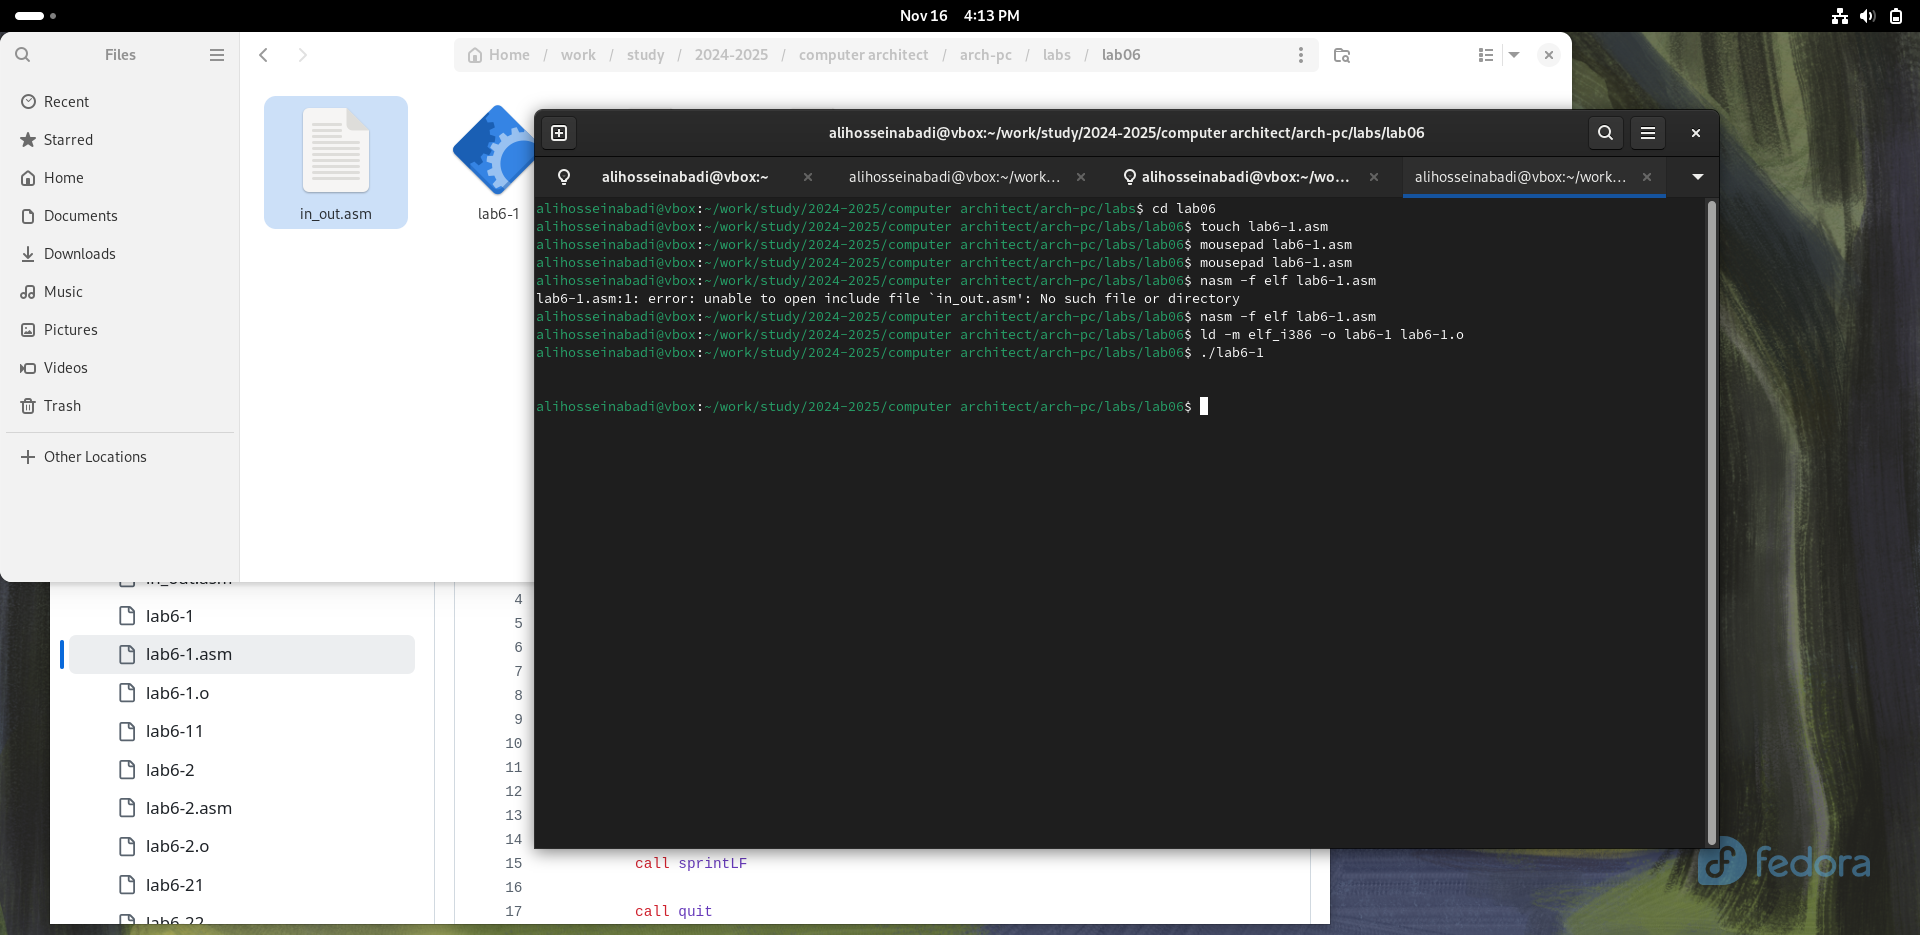 Nov 16 4:13 PM
Files
Home / work / study / 2024-2025 / computer architect / arch-pc / labs / lab06
Recent
Starred
Home
Documents
Downloads
Music
Pictures
Videos
Trash
Other Locations
in_out.asm
lab6-1
alihosseinabadi@vbox:~/work/study/2024-2025/computer architect/arch-pc/labs/lab06
alihosseinabadi@vbox:~
alihosseinabadi@vbox:~/work...
alihosseinabadi@vbox:~/wo...
alihosseinabadi@vbox:~/work...
alihosseinabadi@vbox:~/work/study/2024-2025/computer architect/arch-pc/labs$ cd lab06
alihosseinabadi@vbox:~/work/study/2024-2025/computer architect/arch-pc/labs/lab06$ touch lab6-1.asm
alihosseinabadi@vbox:~/work/study/2024-2025/computer architect/arch-pc/labs/lab06$ mousepad lab6-1.asm
alihosseinabadi@vbox:~/work/study/2024-2025/computer architect/arch-pc/labs/lab06$ mousepad lab6-1.asm
alihosseinabadi@vbox:~/work/study/2024-2025/computer architect/arch-pc/labs/lab06$ nasm -f elf lab6-1.asm
lab6-1.asm:1: error: unable to open include file `in_out.asm': No such file or directory
alihosseinabadi@vbox:~/work/study/2024-2025/computer architect/arch-pc/labs/lab06$ nasm -f elf lab6-1.asm
alihosseinabadi@vbox:~/work/study/2024-2025/computer architect/arch-pc/labs/lab06$ ld -m elf_i386 -o lab6-1 lab6-1.o
alihosseinabadi@vbox:~/work/study/2024-2025/computer architect/arch-pc/labs/lab06$ ./lab6-1
alihosseinabadi@vbox:~/work/study/2024-2025/computer architect/arch-pc/labs/lab06$
in_out.asm
lab6-1
lab6-1.asm
lab6-1.o
lab6-11
lab6-2
lab6-2.asm
lab6-2.o
lab6-21
lab6-22
4
5
6
7
8
9
10
11
12
13
14
15 call sprintLF
16
17 call quit
fedora